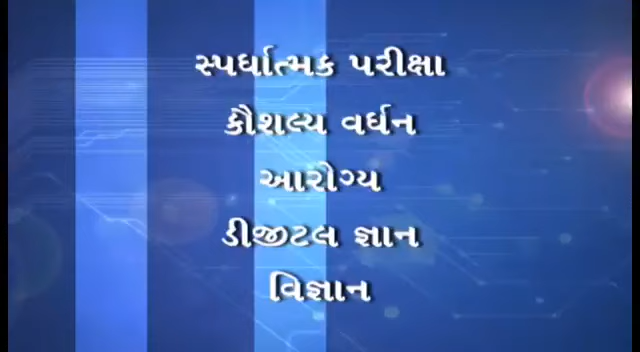 સ્પર્ધાત્મક પરીક્ષા
કૌશલ્ય વર્ધન
આરોગ્ય
ડીજીટલ જ્ઞાન
વિજ્ઞાન